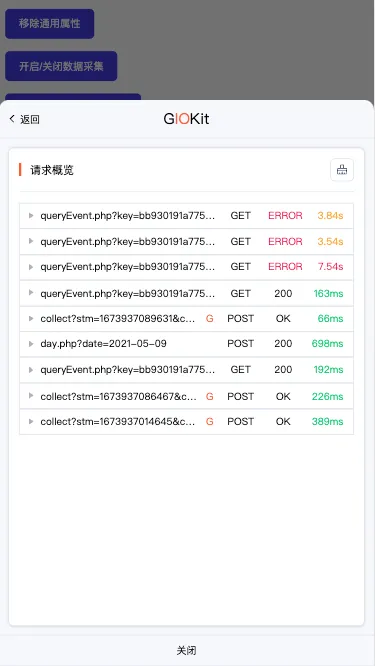 移除通用属性
开启/关闭数据采集
返回
GIOKit
请求概览
queryEvent.php?key=bb930191a775... GET ERROR 3.84s
queryEvent.php?key=bb930191a775... GET ERROR 3.54s
queryEvent.php?key=bb930191a775... GET ERROR 7.54s
queryEvent.php?key=bb930191a775... GET 200 163ms
collect?stm=1673937089631&c... G POST OK 66ms
day.php?date=2021-05-09 POST 200 698ms
queryEvent.php?key=bb930191a775... GET 200 192ms
collect?stm=1673937086467&c... G POST OK 226ms
collect?stm=1673937014645&c... G POST OK 389ms
关闭